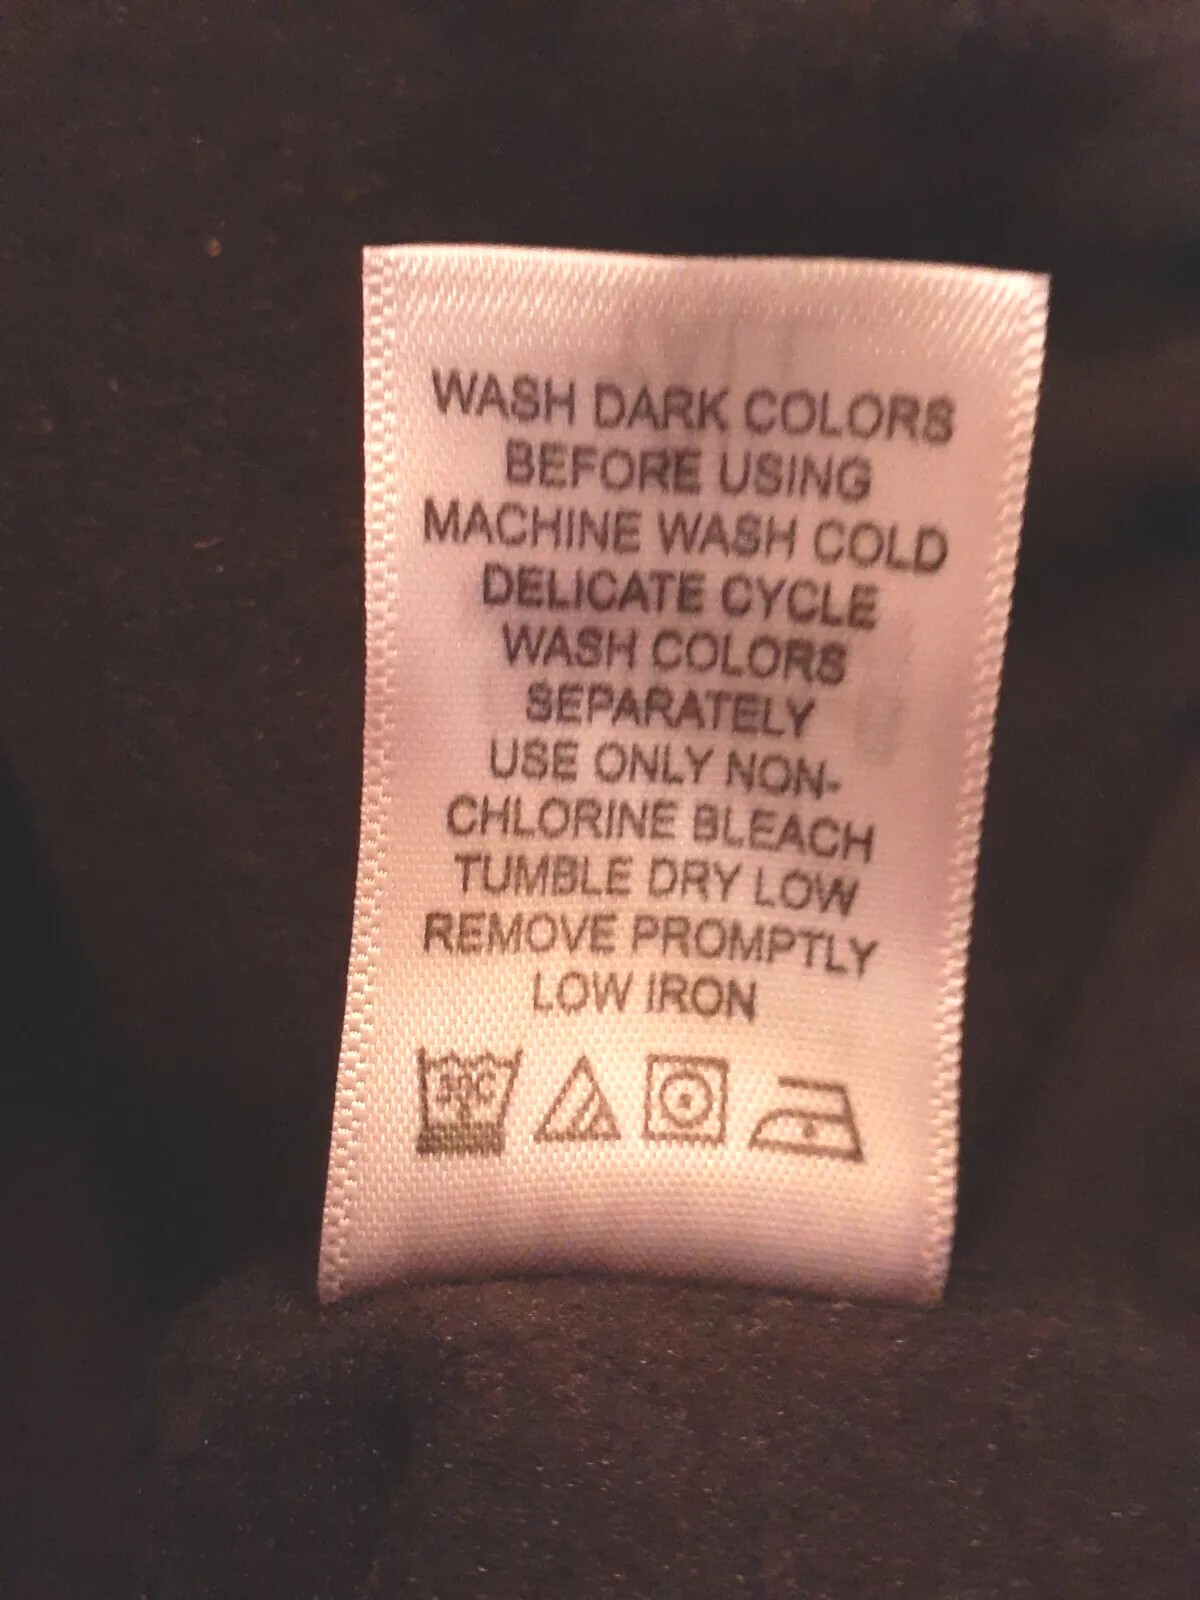 WASH DARK COLORS
BEFORE USING
MACHINE WASH COLD
DELICATE CYCLE
WASH COLORS
SEPARATELY
USE ONLY NON-
CHLORINE BLEACH
TUMBLE DRY LOW
REMOVE PROMPTLY
LOW IRON
30C